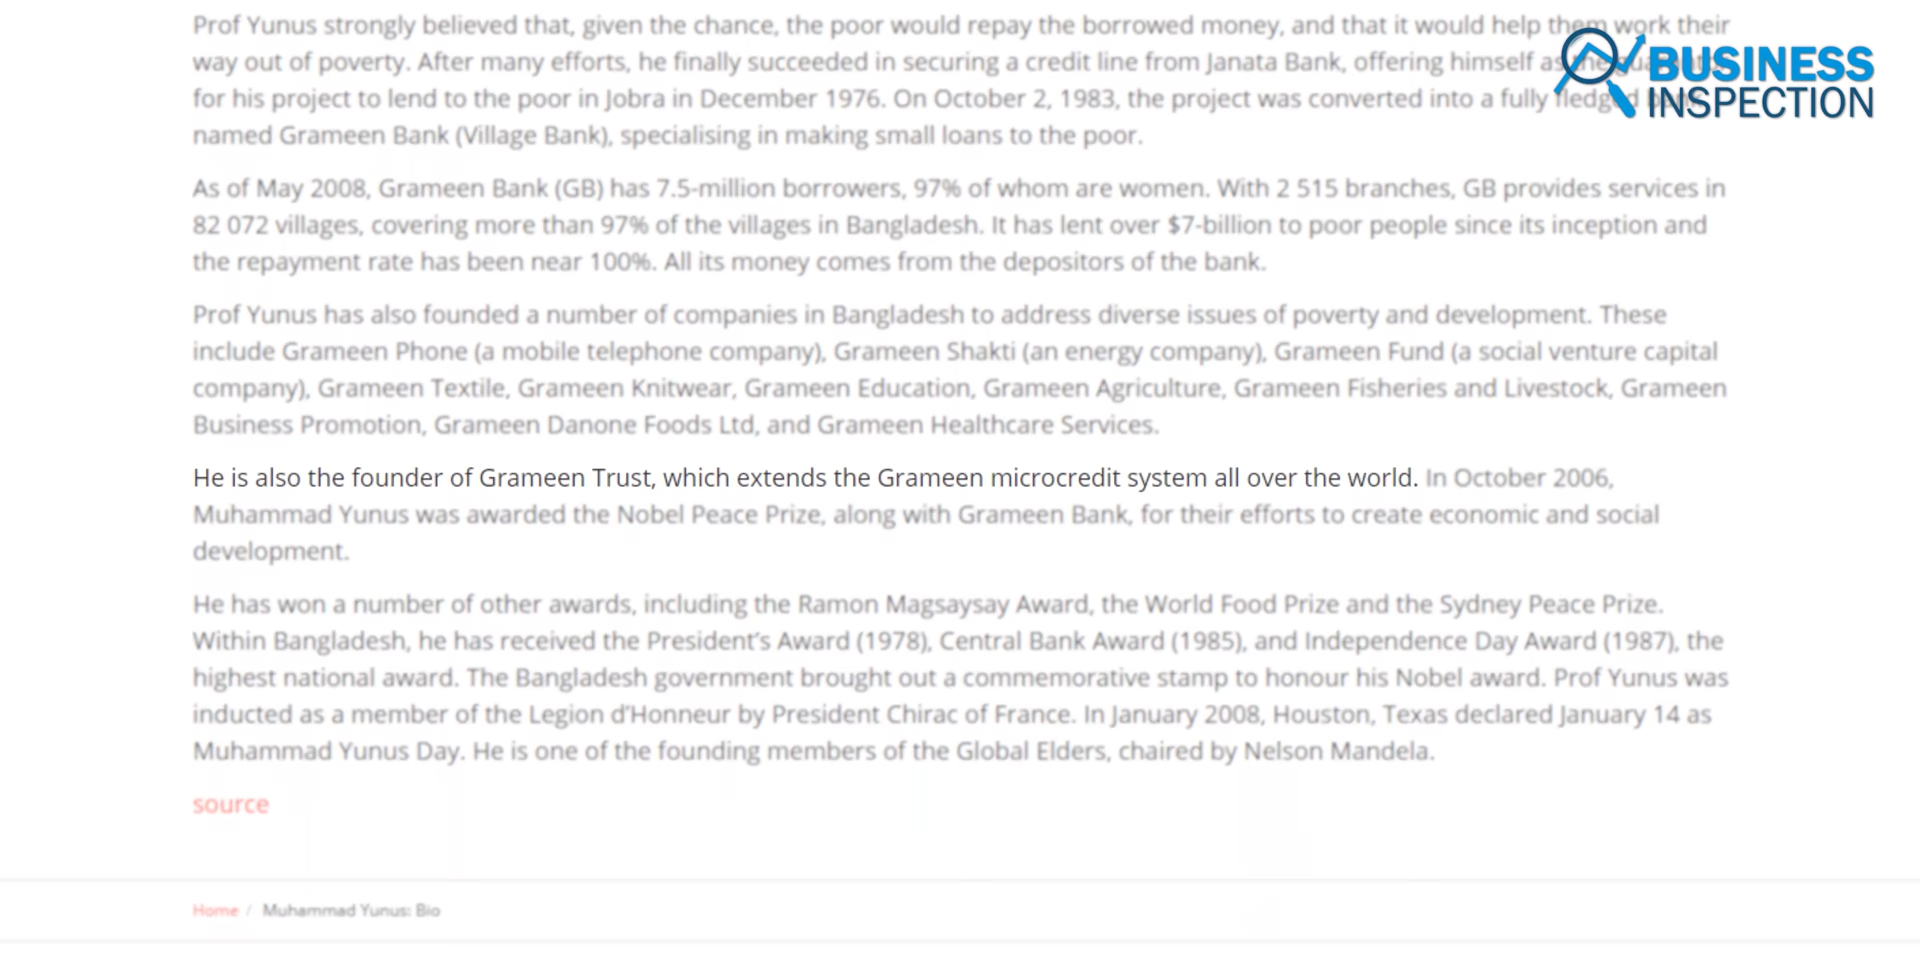 Prof Yunus strongly believed that, given the chance, the poor would repay the borrowed money, and that it would help them work their
way out of poverty. After many efforts, he finally succeeded in securing a credit line from Janata Bank, offering himself as
for his project to lend to the poor in Jobra in December 1976. On October 2, 1983, the project was converted into a fully fledged
named Grameen Bank (Village Bank), specialising in making small loans to the poor.
BUSINESS
INSPECTION
As of May 2008, Grameen Bank (GB) has 7.5-million borrowers, 97% of whom are women. With 2 515 branches, GB provides services in
82 072 villages, covering more than 97% of the villages in Bangladesh. It has lent over $7-billion to poor people since its inception and
the repayment rate has been near 100%. All its money comes from the depositors of the bank.
Prof Yunus has also founded a number of companies in Bangladesh to address diverse issues of poverty and development. These
include Grameen Phone (a mobile telephone company), Grameen Shakti (an energy company), Grameen Fund (a social venture capital
company), Grameen Textile, Grameen Knitwear, Grameen Education, Grameen Agriculture, Grameen Fisheries and Livestock, Grameen
Business Promotion, Grameen Danone Foods Ltd, and Grameen Healthcare Services.
He is also the founder of Grameen Trust, which extends the Grameen microcredit system all over the world. In October 2006,
Muhammad Yunus was awarded the Nobel Peace Prize, along with Grameen Bank, for their efforts to create economic and social
development.
He has won a number of other awards, including the Ramon Magsaysay Award, the World Food Prize and the Sydney Peace Prize.
Within Bangladesh, he has received the President's Award (1978), Central Bank Award (1985), and Independence Day Award (1987), the
highest national award. The Bangladesh government brought out a commemorative stamp to honour his Nobel award. Prof Yunus was
inducted as a member of the Legion d'Honneur by President Chirac of France. In January 2008, Houston, Texas declared January 14 as
Muhammad Yunus Day. He is one of the founding members of the Global Elders, chaired by Nelson Mandela.
source
Home / Muhammad Yunus: Bio